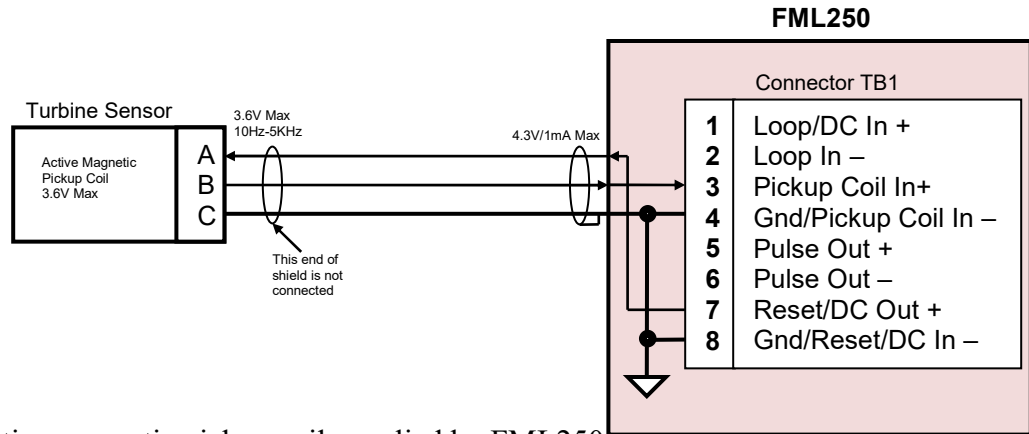 FML250
Connector TB1
Turbine Sensor
Active Magnetic
Pickup Coil
3.6V Max
A
B
C
3.6V Max
10Hz-5KHz
4.3V/1mA Max
This end of
shield is not
connected
1 Loop/DC In +
2 Loop In –
3 Pickup Coil In+
4 Gnd/Pickup Coil In –
5 Pulse Out +
6 Pulse Out –
7 Reset/DC Out +
8 Gnd/Reset/DC In –